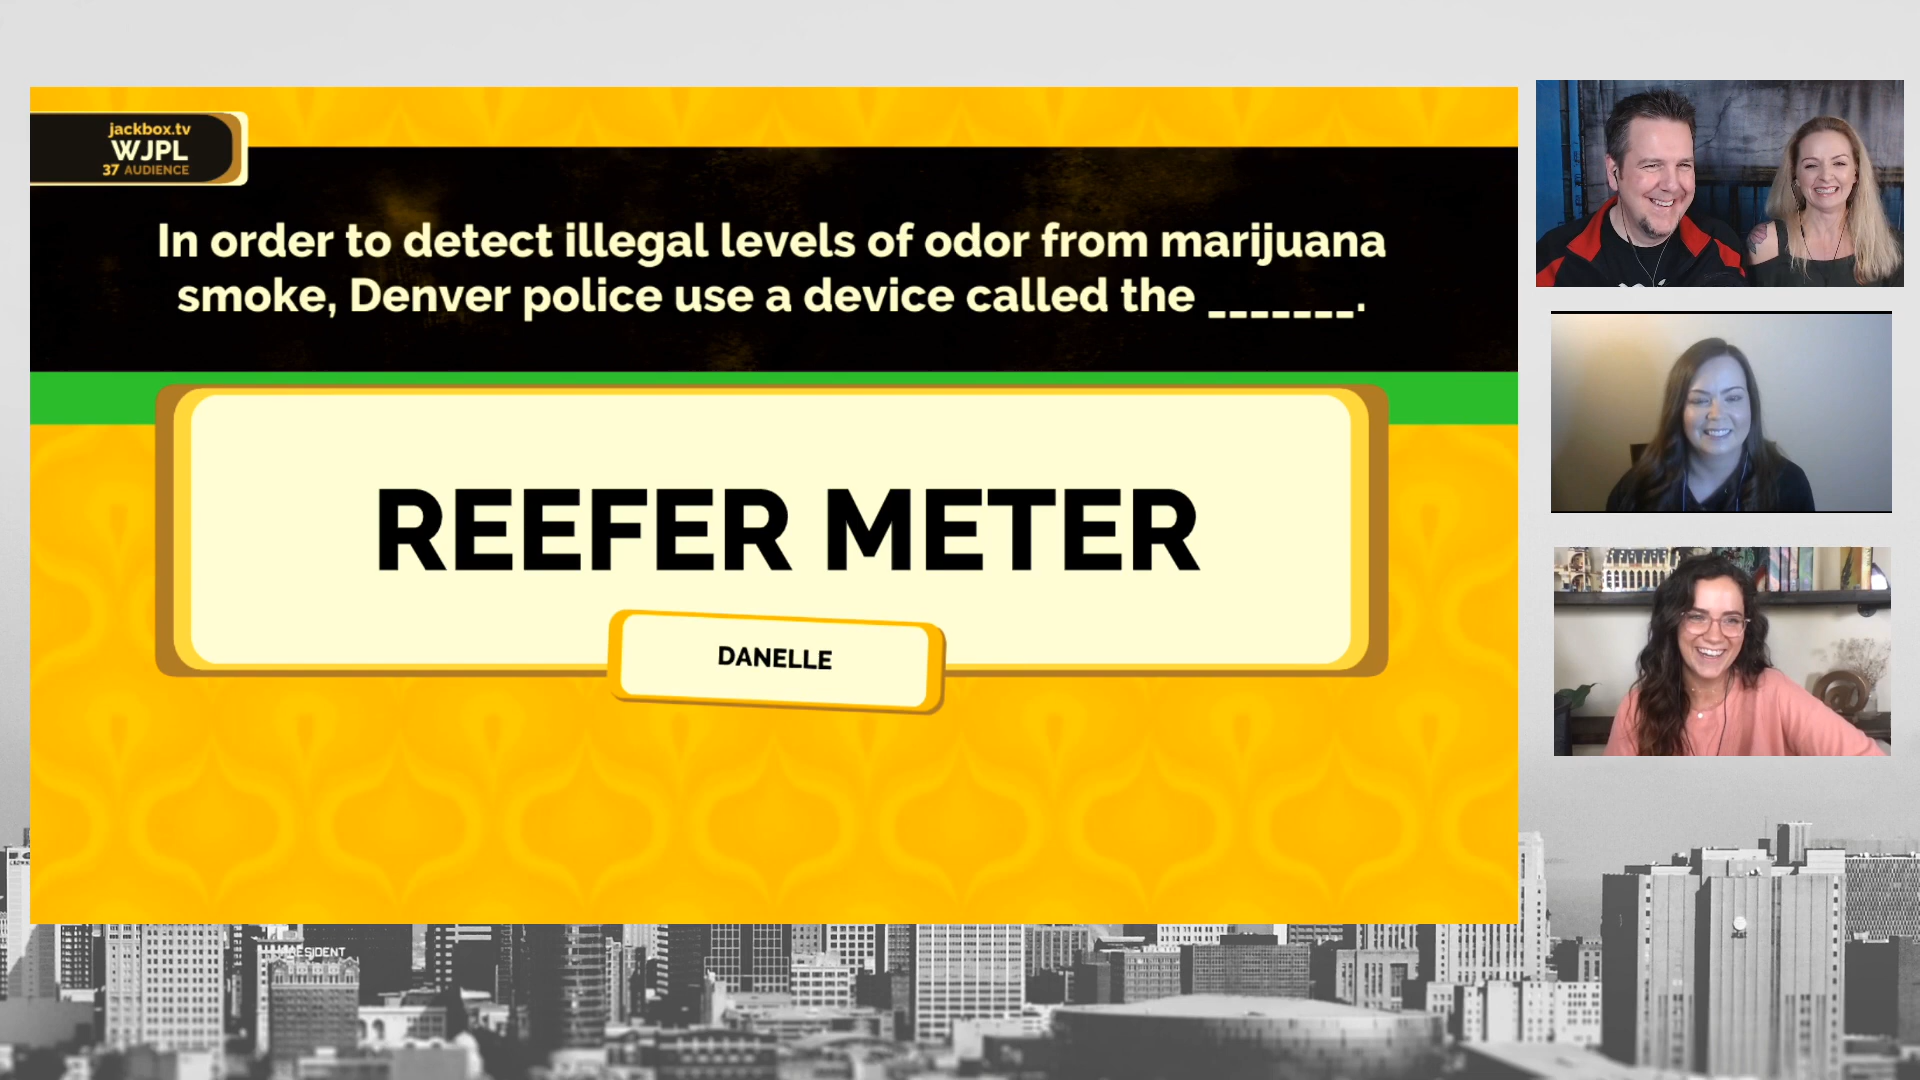 jackbox.tv
WJPL
37 AUDIENCE
In order to detect illegal levels of odor from marijuana
smoke, Denver police use a device called the _______.
REEFER METER
DANELLE
PRESIDENT